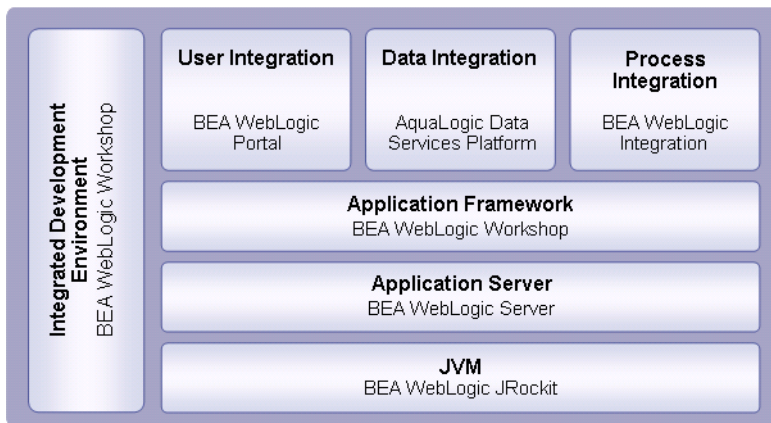 Integrated Development
Environment
BEA WebLogic Workshop
User Integration
BEA WebLogic
Portal
Data Integration
AquaLogic Data
Services Platform
Process
Integration
BEA WebLogic
Integration
Application Framework
BEA WebLogic Workshop
Application Server
BEA WebLogic Server
JVM
BEA WebLogic JRockit